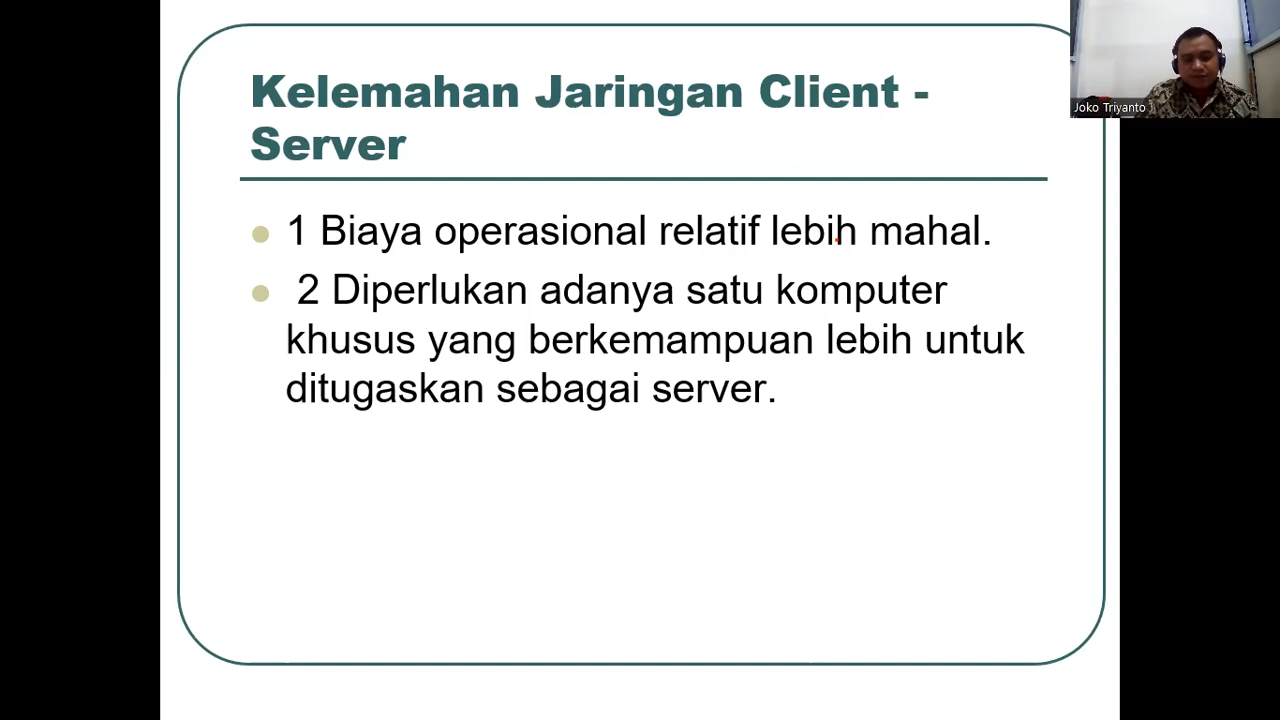 Kelemahan Jaringan Client -
Server
1 Biaya operasional relatif lebih mahal.
2 Diperlukan adanya satu komputer
khusus yang berkemampuan lebih untuk
ditugaskan sebagai server.
Joko Triyanto